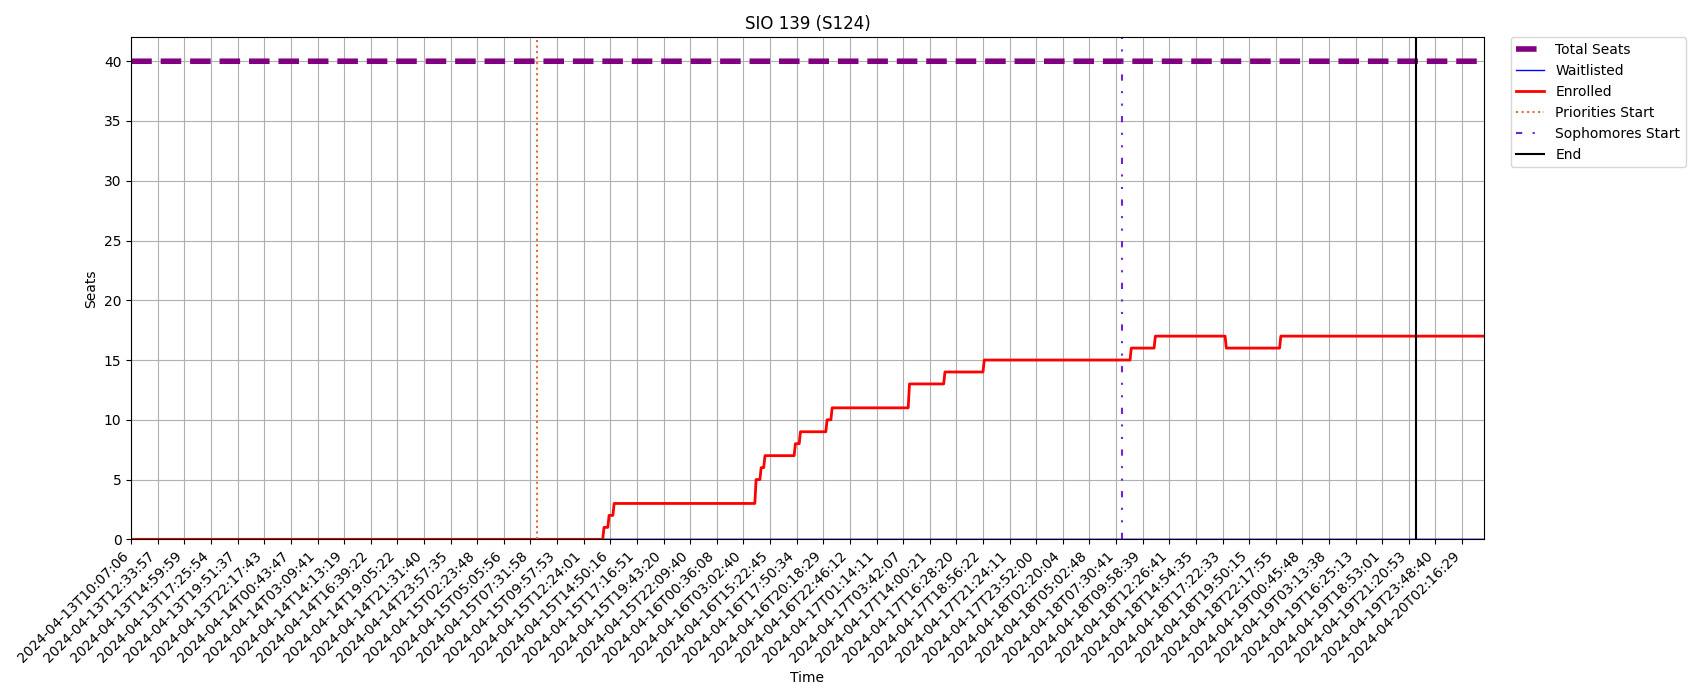 SIO 139 (S124)
Total Seats
Waitlisted
Enrolled
Priorities Start
Sophomores Start
End
Seats
40
35
30
25
20
15
10
5
0
2024-04-13T10:07:06
2024-04-13T12:33:57
2024-04-13T14:59:59
2024-04-13T17:25:54
2024-04-13T19:51:37
2024-04-13T22:17:43
2024-04-14T00:43:47
2024-04-14T03:09:41
2024-04-14T14:13:19
2024-04-14T16:39:22
2024-04-14T19:05:22
2024-04-14T21:31:40
2024-04-14T23:57:35
2024-04-15T02:23:48
2024-04-15T05:05:56
2024-04-15T07:31:58
2024-04-15T09:57:53
2024-04-15T12:24:01
2024-04-15T14:50:16
2024-04-15T17:16:51
2024-04-15T19:43:20
2024-04-15T22:09:40
2024-04-16T00:36:08
2024-04-16T03:02:40
2024-04-16T15:22:45
2024-04-16T17:50:34
2024-04-16T20:18:29
2024-04-16T22:46:12
2024-04-17T01:14:11
2024-04-17T03:42:07
2024-04-17T14:00:21
2024-04-17T16:28:20
2024-04-17T18:56:22
2024-04-17T21:24:11
2024-04-17T23:52:00
2024-04-18T02:20:04
2024-04-18T05:02:48
2024-04-18T07:30:41
2024-04-18T09:58:39
2024-04-18T12:26:41
2024-04-18T14:54:35
2024-04-18T17:22:33
2024-04-18T19:50:15
2024-04-18T22:17:55
2024-04-19T00:45:48
2024-04-19T03:13:38
2024-04-19T16:25:13
2024-04-19T18:53:01
2024-04-19T21:20:53
2024-04-19T23:48:40
2024-04-20T02:16:29
Time